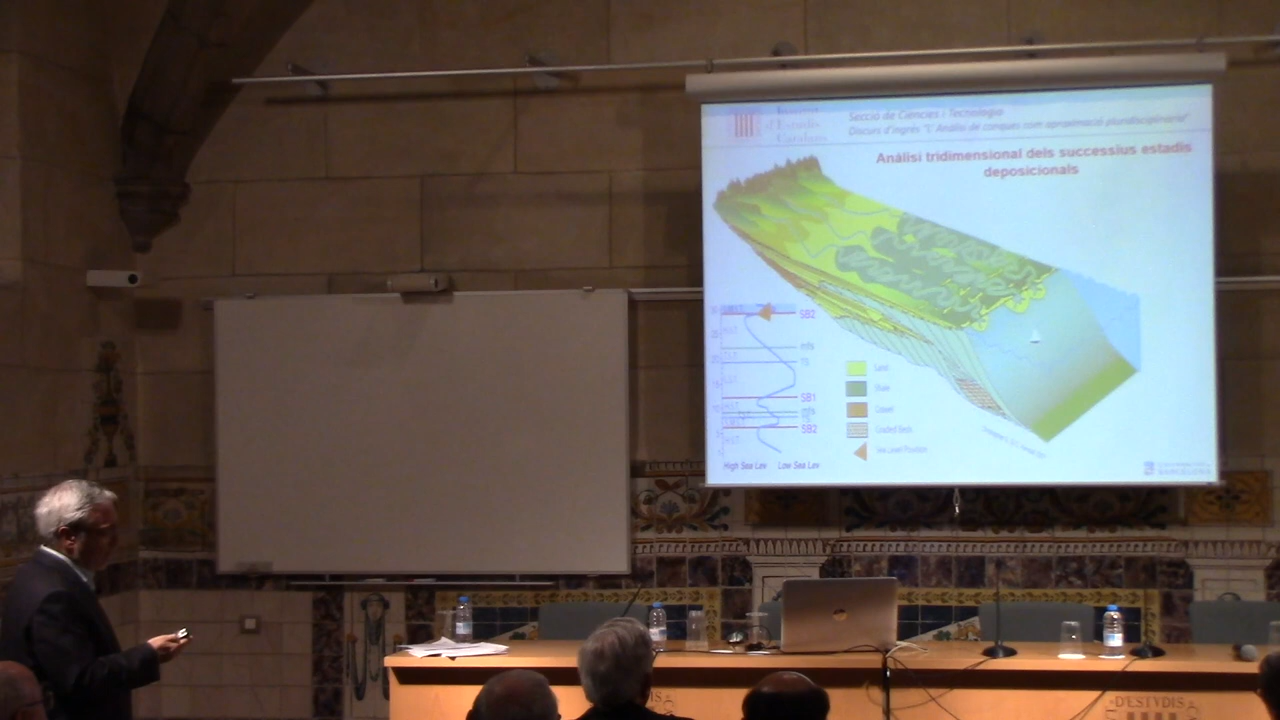 d'Estudis
Catalans
Secció de Ciències i Tecnologia
Discurs d'ingrés "L'Anàlisi de conques com aproximació pluridisciplinària"
Anàlisi tridimensional dels successius estadis
deposicionals
SB2
mfs
TS
SB1
mfs
SB2
High Sea Lev
Low Sea Lev
Sand
Shale
Gravel
Graded Beds
Sea Level Position
IS
D'ESTVDIS